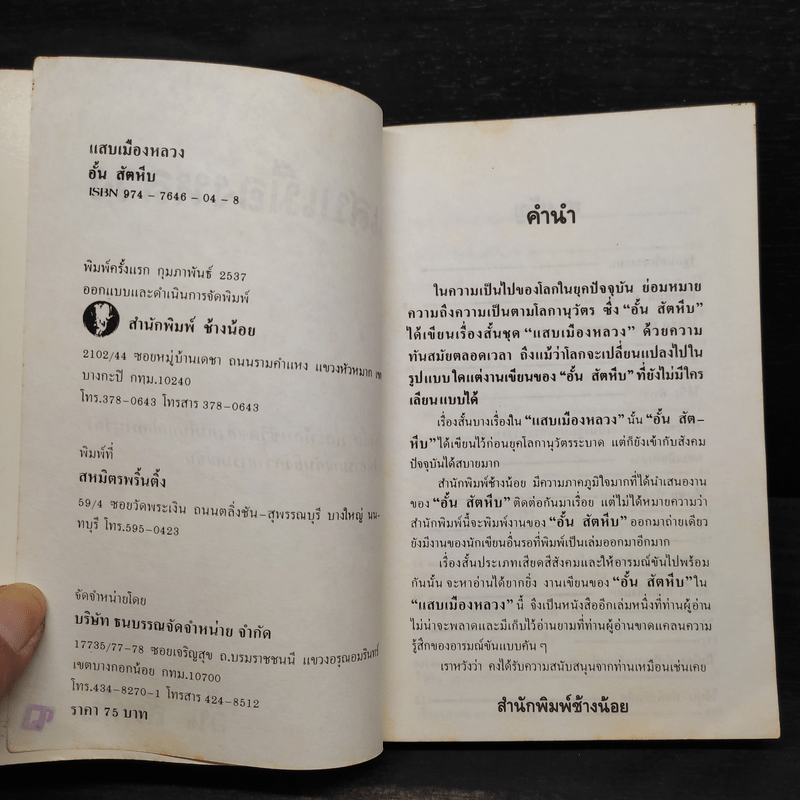 แสบเมืองหลวง
อั้น สัตหีบ
ISBN 974 - 7646 - 04 - 8
พิมพ์ครั้งแรก กุมภาพันธ์ 2537
ออกแบบและดำเนินการจัดพิมพ์
สำนักพิมพ์ ช้างน้อย
2102/44 ซอยหมู่บ้านเดชา ถนนรามคำแหง แขวงหัวหมาก เขต
บางกะปิ กทม.10240
โทร.378-0643 โทรสาร 378-0643
พิมพ์ที่
สหมิตรพริ้นติ้ง
59/4 ซอยวัดพระเงิน ถนนตลิ่งชัน-สุพรรณบุรี บางใหญ่ นน-
ทบุรี โทร.595-0423
จัดจำหน่ายโดย
บริษัท ธนบรรณจัดจำหน่าย จำกัด
17735/77-78 ซอยเจริญสุข ถ.บรมราชชนนี แขวงอรุณอมรินทร์
เขตบางกอกน้อย กทม.10700
โทร.434-8270-1 โทรสาร 424-8512
ราคา 75 บาท
คำนำ
ในความเป็นไปของโลกในยุคปัจจุบัน ย่อมหมาย
ความถึงความเป็นตามโลกานุวัตร ซึ่ง “อั้น สัตหีบ”
ได้เขียนเรื่องสั้นชุด “แสบเมืองหลวง” ด้วยความ
ทันสมัยตลอดเวลา ถึงแม้ว่าโลกจะเปลี่ยนแปลงไปใน
รูปแบบใดแต่งานเขียนของ “อั้น สัตหีบ” ที่ยังไม่มีใคร
เลียนแบบได้
เรื่องสั้นบางเรื่องใน “แสบเมืองหลวง” นั้น “อั้น สัต-
หีบ” ได้เขียนไว้ก่อนยุคโลกานุวัตรระบาด แต่ก็ยังเข้ากับสังคม
ปัจจุบันได้สบายมาก
สำนักพิมพ์ช้างน้อย มีความภาคภูมิใจมากที่ได้นำเสนองาน
ของ “อั้น สัตหีบ” ติดต่อกันมาเรื่อย แต่ไม่ได้หมายความว่า
สำนักพิมพ์นี้จะพิมพ์งานของ “อั้น สัตหีบ” ออกมาถ่ายเดียว
ยังมีงานของนักเขียนอื่นรอที่พิมพ์เป็นเล่มออกมาอีกมาก
เรื่องสั้นประเภทเสียดสีสังคมและให้อารมณ์ขันไปพร้อม
กันนั้น จะหาอ่านได้ยากยิ่ง งานเขียนของ “อั้น สัตหีบ” ใน
“แสบเมืองหลวง” นี้ จึงเป็นหนังสืออีกเล่มหนึ่งที่ท่านผู้อ่าน
ไม่น่าจะพลาดและมีเก็บไว้อ่านยามที่ท่านผู้อ่านขาดแคลนความ
รู้สึกของอารมณ์ขันแบบคัน ๆ
เราหวังว่า คงได้รับความสนับสนุนจากท่านเหมือนเช่นเคย
สำนักพิมพ์ช้างน้อย